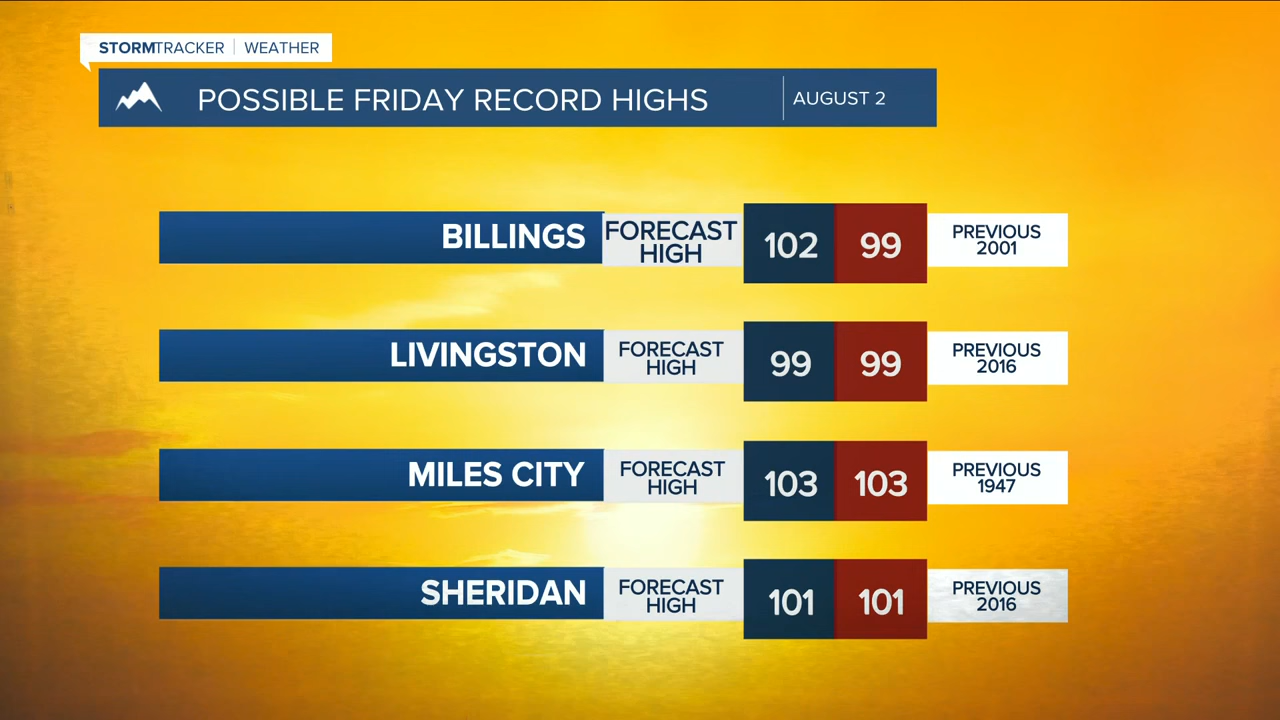 STORMTRACKER | WEATHER
POSSIBLE FRIDAY RECORD HIGHS | AUGUST 2
BILLINGS
FORECAST
HIGH
102 99
PREVIOUS
2001
LIVINGSTON
FORECAST
HIGH
99 99
PREVIOUS
2016
MILES CITY
FORECAST
HIGH
103 103
PREVIOUS
1947
SHERIDAN
FORECAST
HIGH
101 101
PREVIOUS
2016